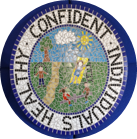 HEALTHY · CONFIDENT · INDIVIDUALS